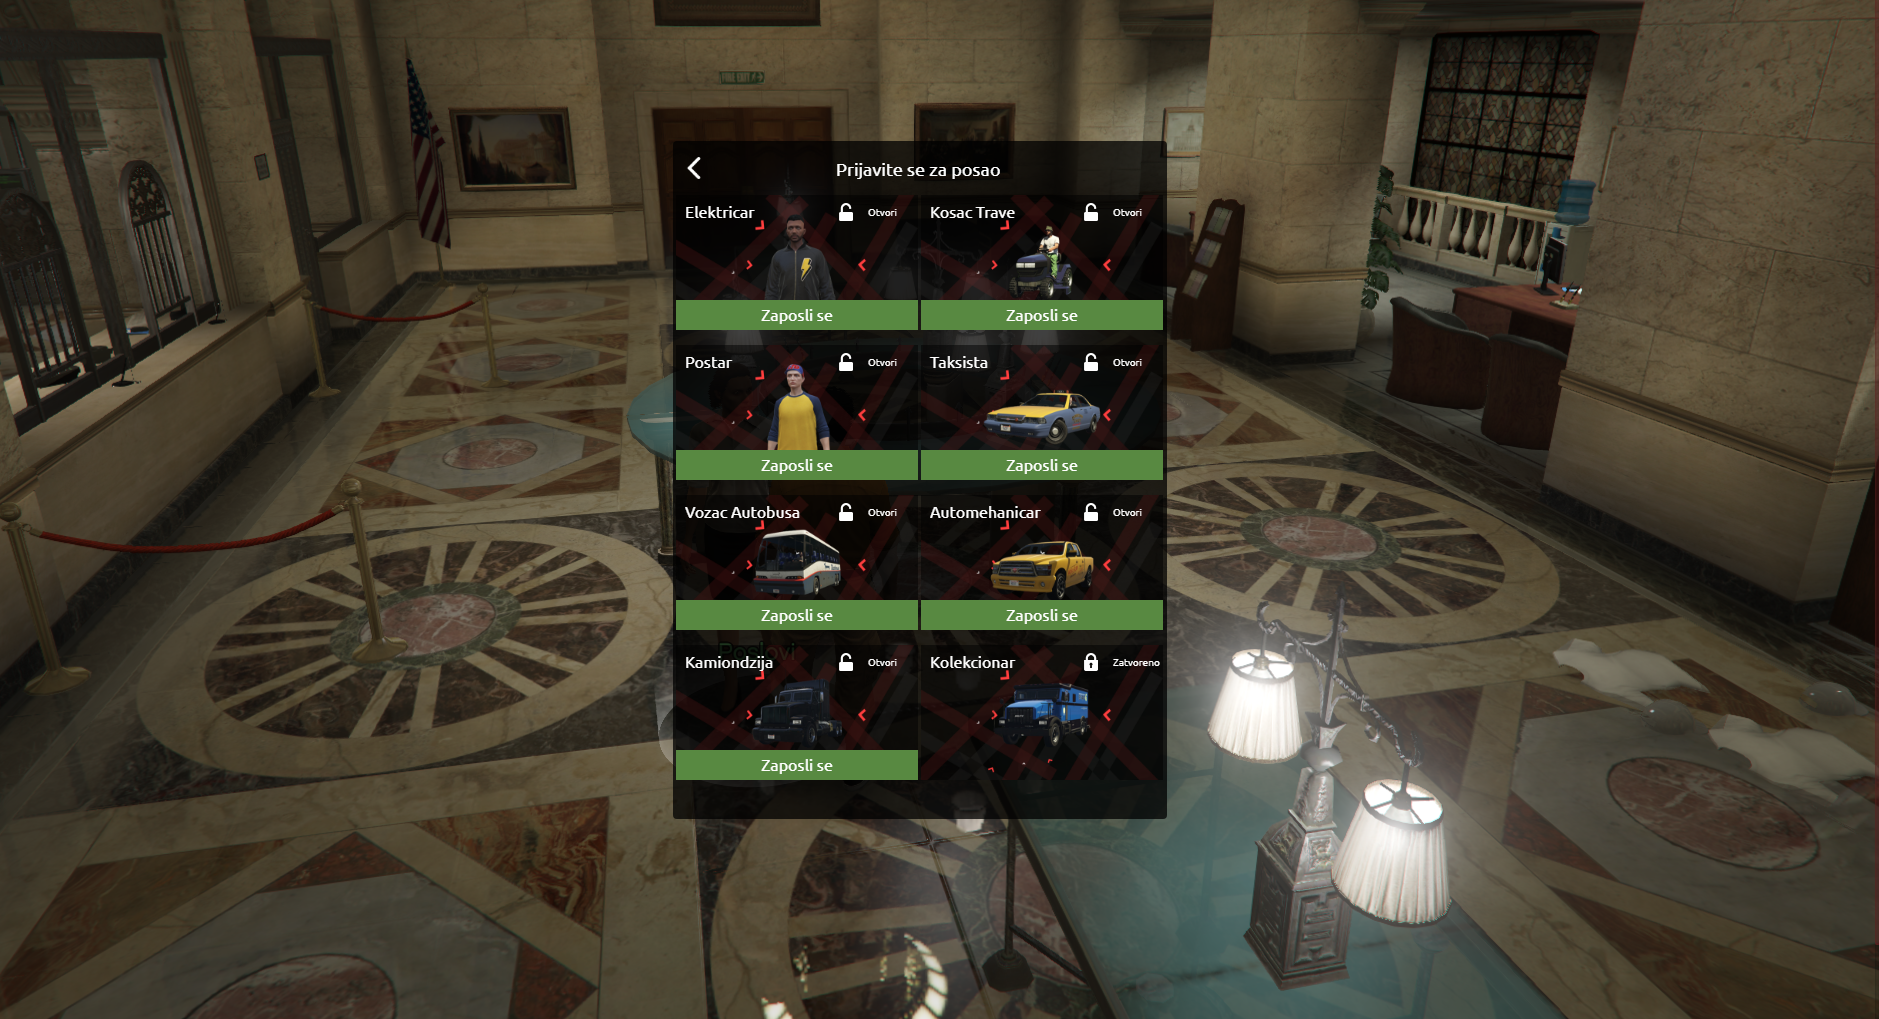 Prijavite se za posao
Elektricar
Otvori
Kosac Trave
Otvori
Zaposli se
Zaposli se
Postar
Otvori
Taksista
Otvori
Zaposli se
Zaposli se
Vozac Autobusa
Otvori
Automehanicar
Otvori
Zaposli se
Zaposli se
Poslovi
Kamiondzija
Otvori
Kolekcionar
Zatvoreno
Zaposli se